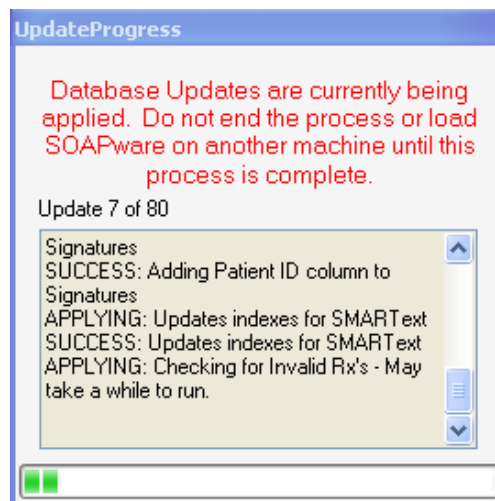 UpdateProgress
Database Updates are currently being
applied. Do not end the process or load
SOAPware on another machine until this
process is complete.
Update 7 of 80
Signatures
SUCCESS: Adding Patient ID column to
Signatures
APPLYING: Updates indexes for SMARText
SUCCESS: Updates indexes for SMARText
APPLYING: Checking for Invalid Rx's - May
take a while to run.